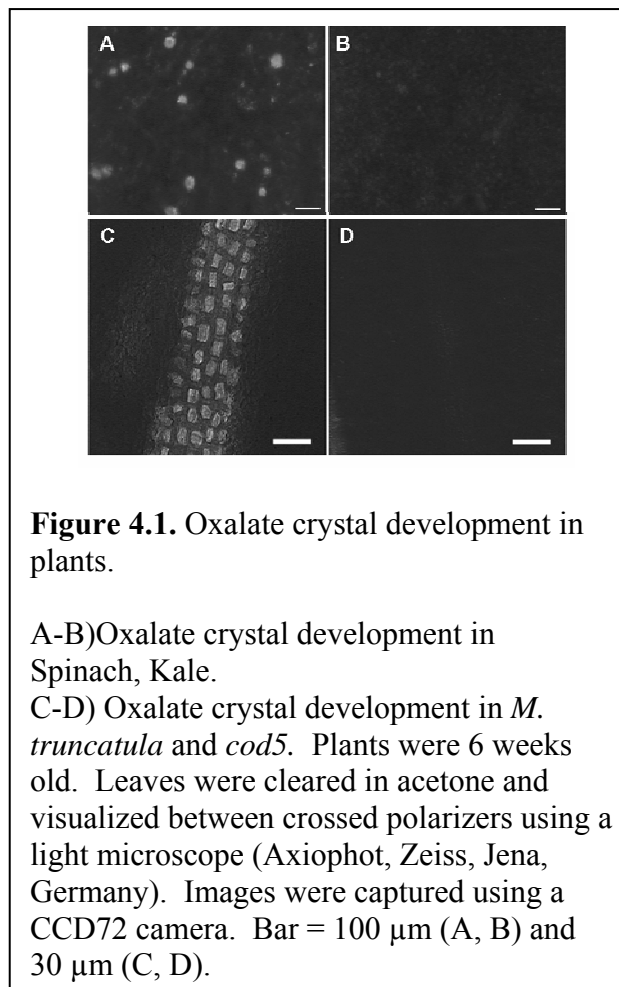 A B
C D
Figure 4.1. Oxalate crystal development in
plants.
A-B)Oxalate crystal development in
Spinach, Kale.
C-D) Oxalate crystal development in M.
truncatula and cod5. Plants were 6 weeks
old. Leaves were cleared in acetone and
visualized between crossed polarizers using a
light microscope (Axiophot, Zeiss, Jena,
Germany). Images were captured using a
CCD72 camera. Bar = 100 µm (A, B) and
30 µm (C, D).